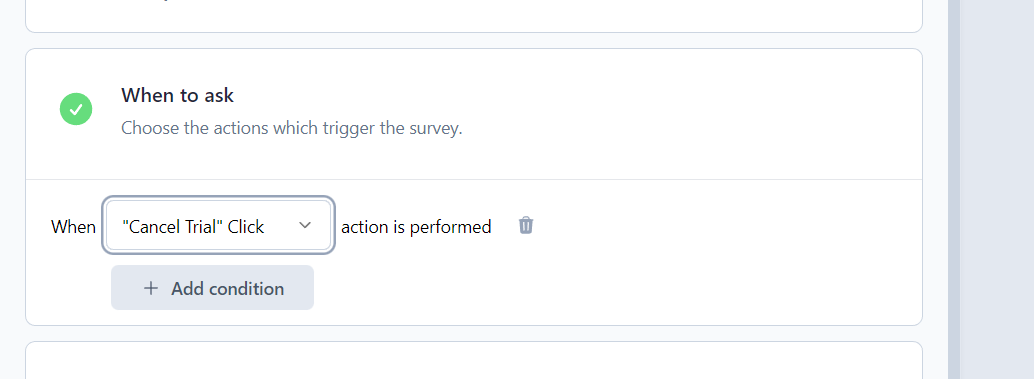 When to ask
Choose the actions which trigger the survey.
When "Cancel Trial" Click action is performed
+ Add condition